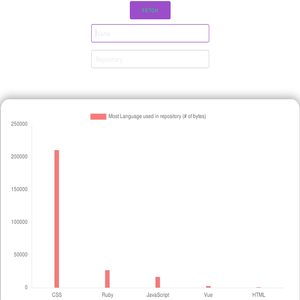 FETCH
Name
Repository
Most Language used in repository (# of bytes)
250000
200000
150000
100000
50000
0
CSS
Ruby
JavaScript
Vue
HTML